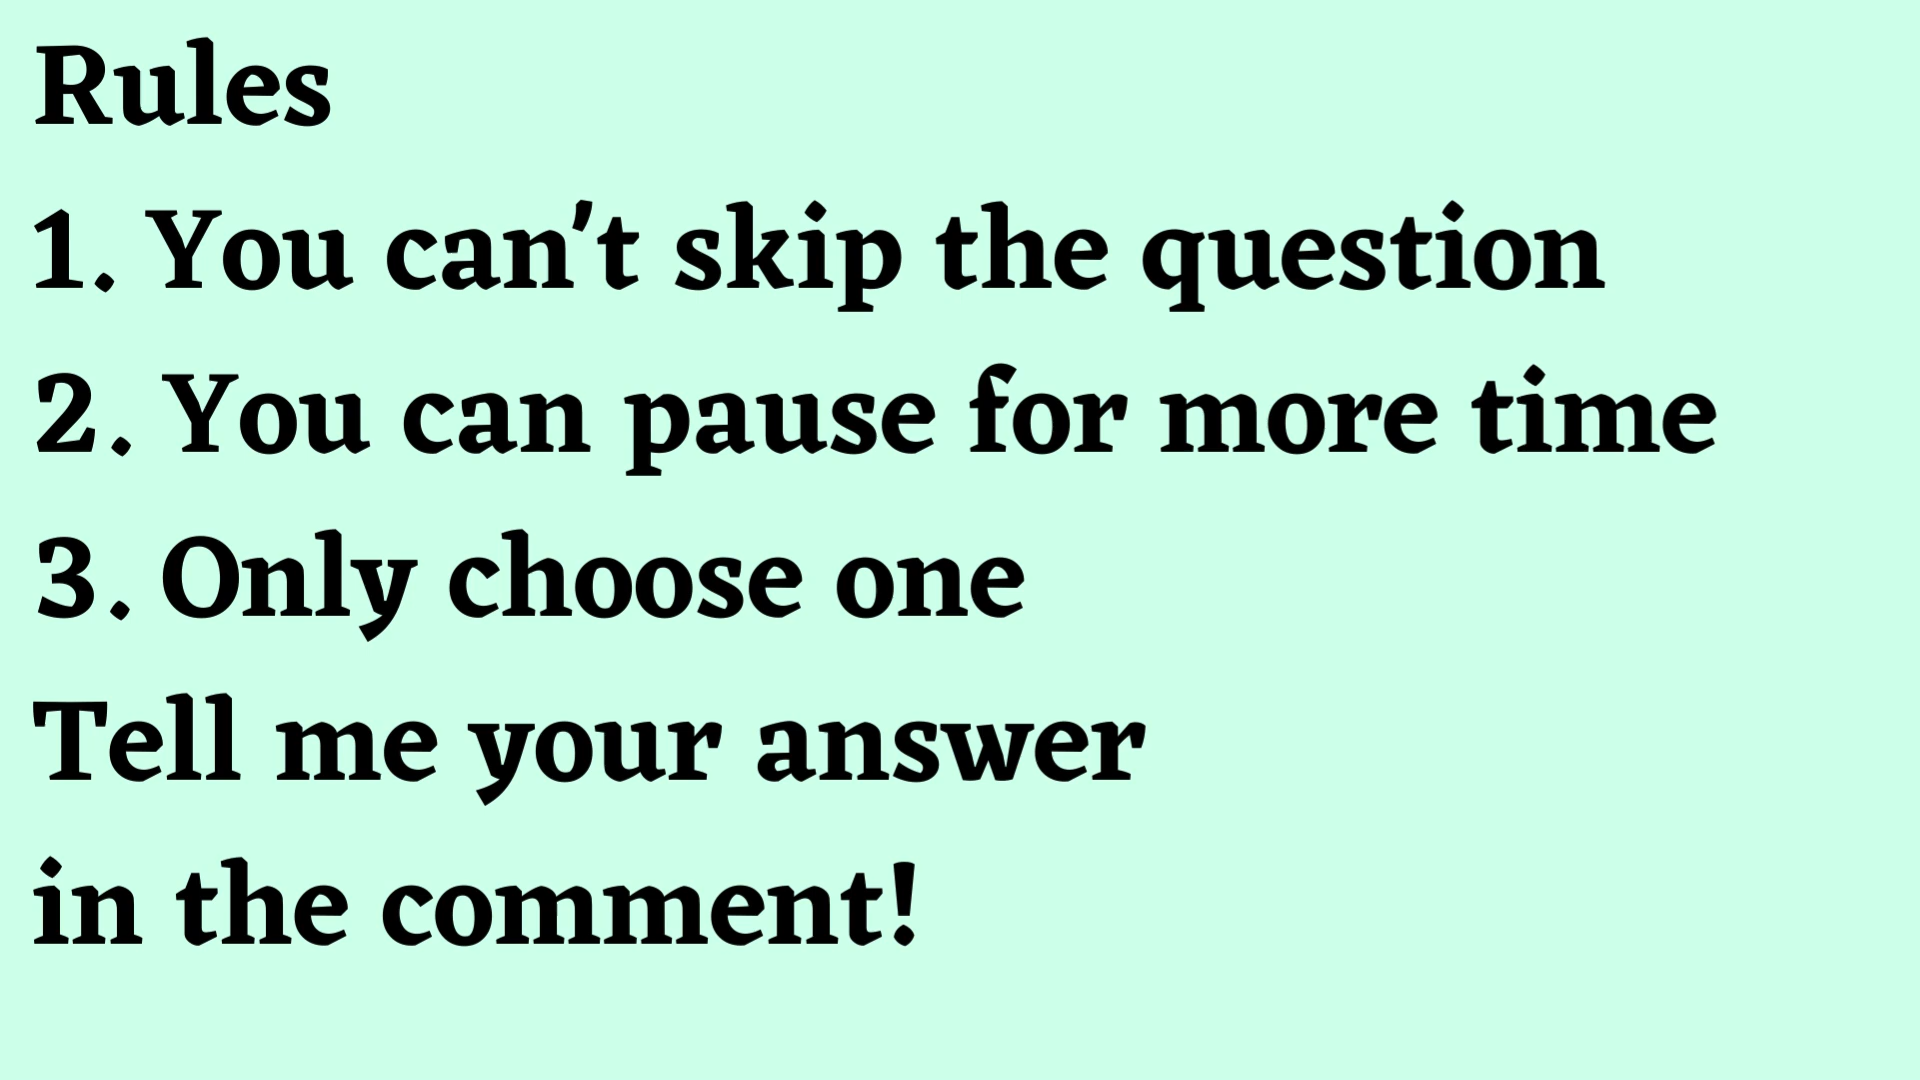 Rules
1. You can't skip the question
2. You can pause for more time
3. Only choose one
Tell me your answer
in the comment!